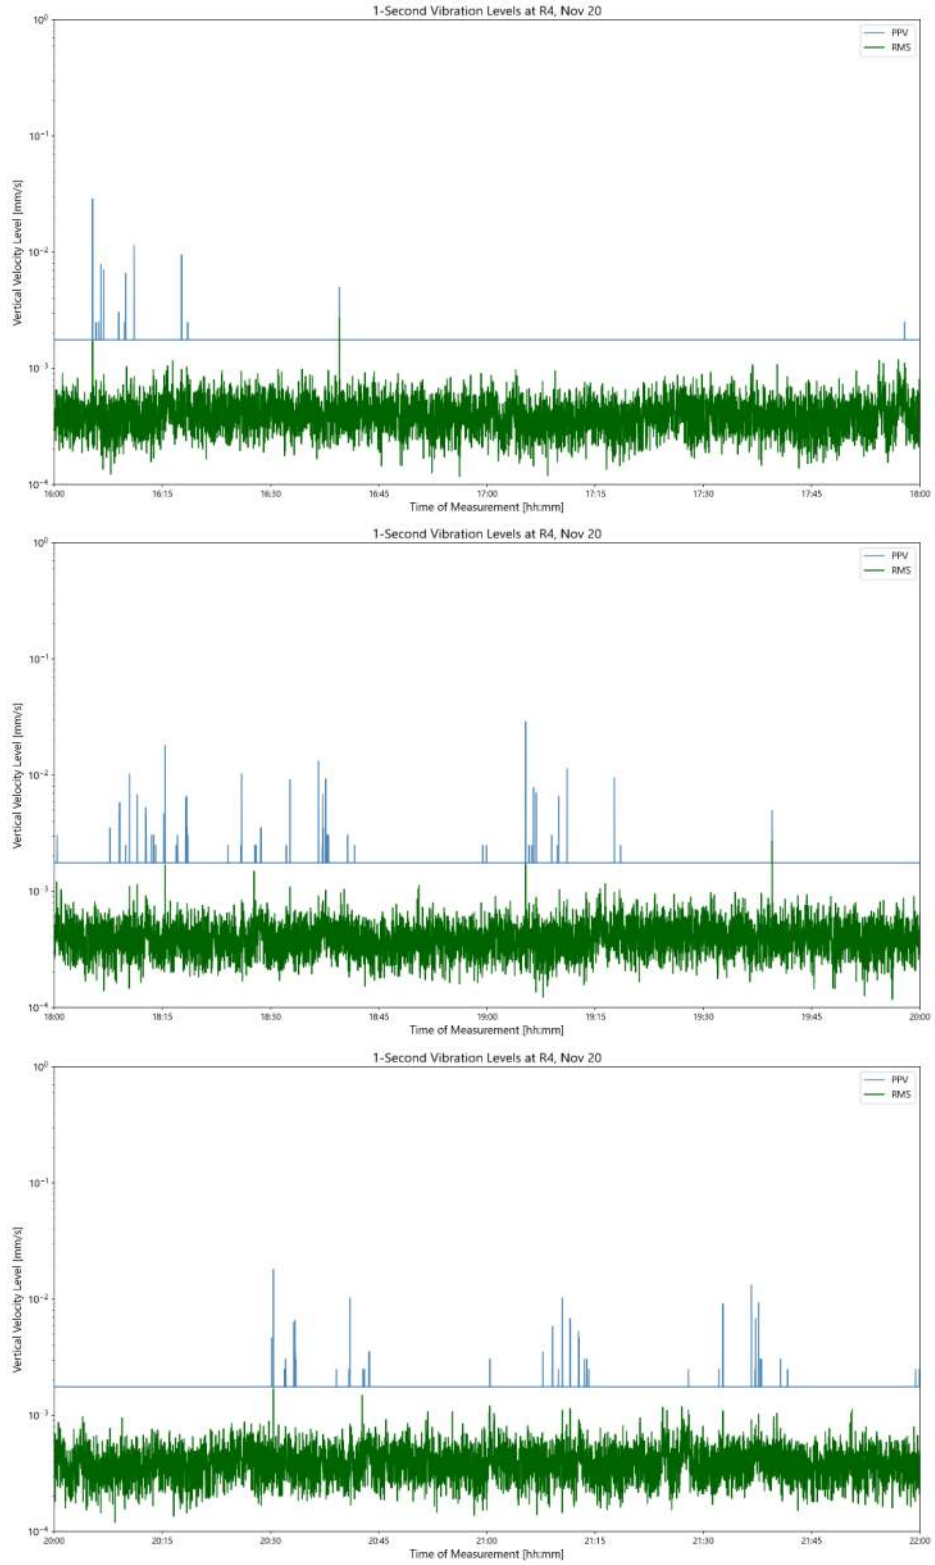 1-Second Vibration Levels at R4, Nov 20
PPV
RMS
10⁰
10⁻¹
10⁻²
10⁻³
10⁻⁴
Vertical Velocity Level [mm/s]
16:00 16:15 16:30 16:45 17:00 17:15 17:30 17:45 18:00
Time of Measurement [hh:mm]
1-Second Vibration Levels at R4, Nov 20
PPV
RMS
10⁰
10⁻¹
10⁻²
10⁻³
10⁻⁴
Vertical Velocity Level [mm/s]
18:00 18:15 18:30 18:45 19:00 19:15 19:30 19:45 20:00
Time of Measurement [hh:mm]
1-Second Vibration Levels at R4, Nov 20
PPV
RMS
10⁰
10⁻¹
10⁻²
10⁻³
10⁻⁴
Vertical Velocity Level [mm/s]
20:00 20:15 20:30 20:45 21:00 21:15 21:30 21:45 22:00
Time of Measurement [hh:mm]